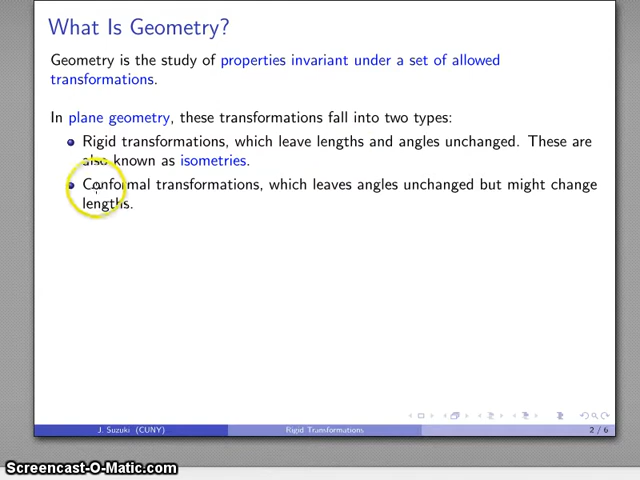 What Is Geometry?
Geometry is the study of properties invariant under a set of allowed
transformations.
In plane geometry, these transformations fall into two types:
Rigid transformations, which leave lengths and angles unchanged. These are
also known as isometries.
Conformal transformations, which leaves angles unchanged but might change
lengths.
J. Suzuki (CUNY)
Rigid Transformations
2 / 6
Screencast-O-Matic.com